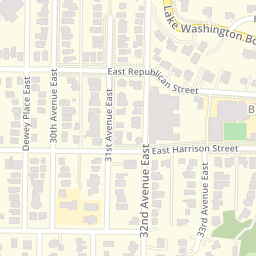 Lake Washington Bo
East Republican Street
B
Dewey Place East
30th Avenue East
31st Avenue East
East Harrison Street
32nd Avenue East
33rd Avenue East